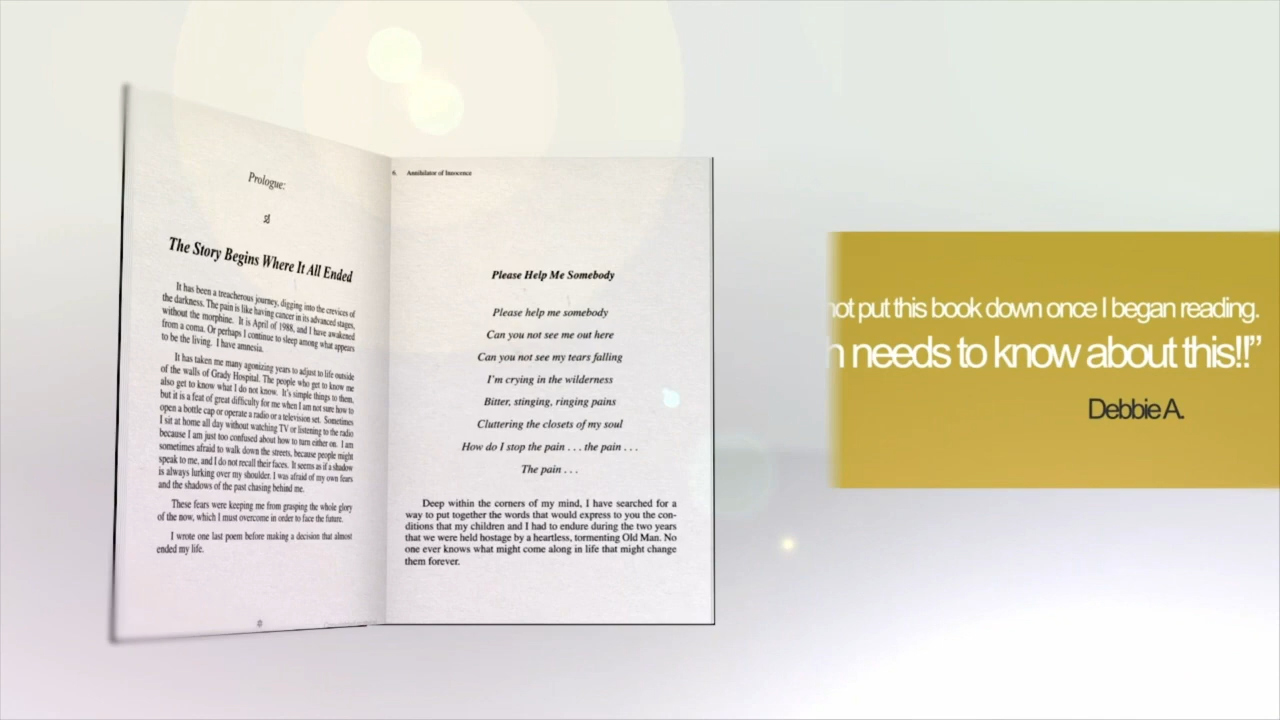 Prologue:
The Story Begins Where It All Ended
It has been a treacherous journey, digging into the crevices of
the darkness. The pain is like having cancer in its advanced stages,
without the morphine. It is April of 1988, and I have awakened
from a coma. Or perhaps I continue to sleep among what appears
to be the living. I have amnesia.
It has taken me many agonizing years to adjust to life outside
of the walls of Grady Hospital. The people who get to know me
also get to know what I do not know. It's simple things to them,
but it is a feat of great difficulty for me when I am not sure how to
open a bottle cap or operate a radio or a television set. Sometimes
I sit at home all day without watching TV or listening to the radio
because I am just too confused about how to turn either on. I am
sometimes afraid to walk down the streets, because people might
speak to me, and I do not recall their faces. It seems as if a shadow
is always lurking over my shoulder. I was afraid of my own fears
and the shadows of the past chasing behind me.
These fears were keeping me from grasping the whole glory
of the now, which I must overcome in order to face the future.
I wrote one last poem before making a decision that almost
ended my life.
Annihilator of Innocence
Please Help Me Somebody
Please help me somebody
Can you not see me out here
Can you not see my tears falling
I'm crying in the wilderness
Bitter, stinging, ringing pains
Cluttering the closets of my soul
How do I stop the pain . . . the pain . . .
The pain . . .
Deep within the corners of my mind, I have searched for a
way to put together the words that would express to you the con-
ditions that my children and I had to endure during the two years
that we were held hostage by a heartless, tormenting Old Man. No
one ever knows what might come along in life that might change
them forever.
not put this book down once I began reading.
needs to know about this!!”
Debbie A.